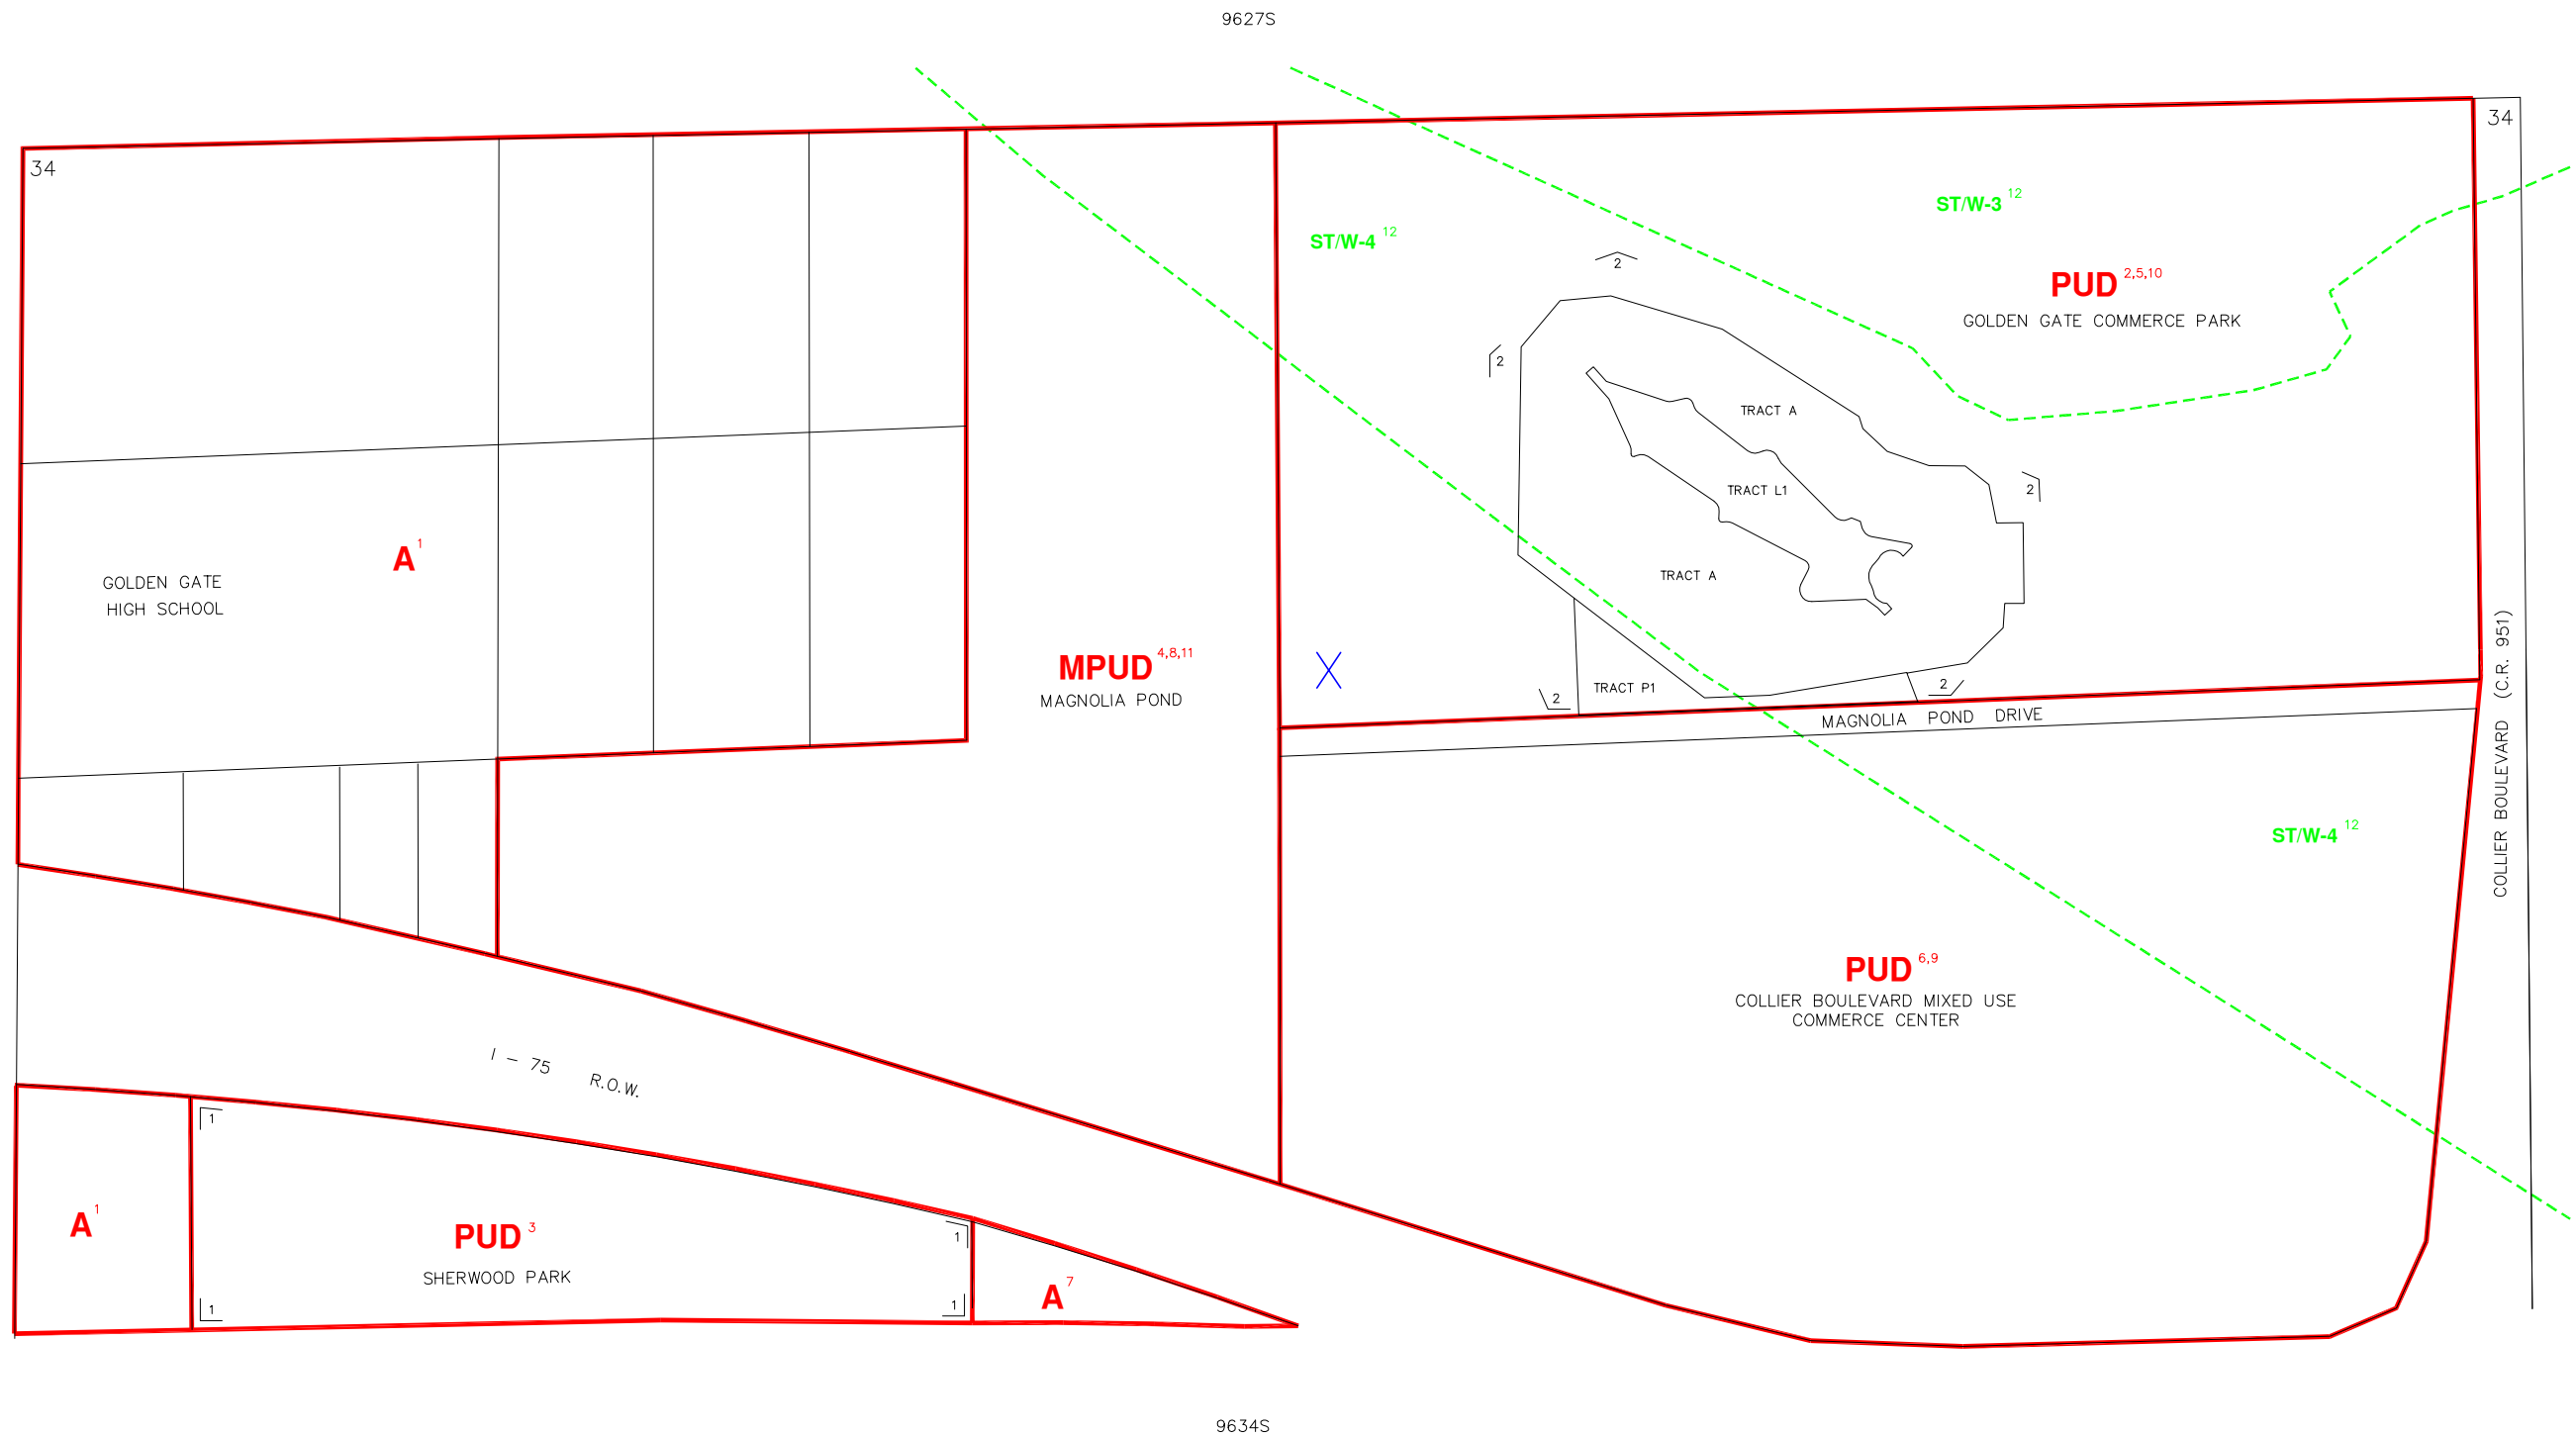 9627S
34
34
ST/W-3 12
ST/W-4 12
PUD 2,5,10
GOLDEN GATE COMMERCE PARK
2
2
TRACT A
TRACT L1
2
A 1
GOLDEN GATE
HIGH SCHOOL
TRACT A
MPUD 4,8,11
MAGNOLIA POND
X
TRACT P1
2
2
MAGNOLIA POND DRIVE
COLLIER BOULEVARD (C.R. 951)
ST/W-4 12
PUD 6,9
COLLIER BOULEVARD MIXED USE
COMMERCE CENTER
I - 75 R.O.W.
1
A 1
PUD 3
SHERWOOD PARK
1
1
1
A 7
9634S